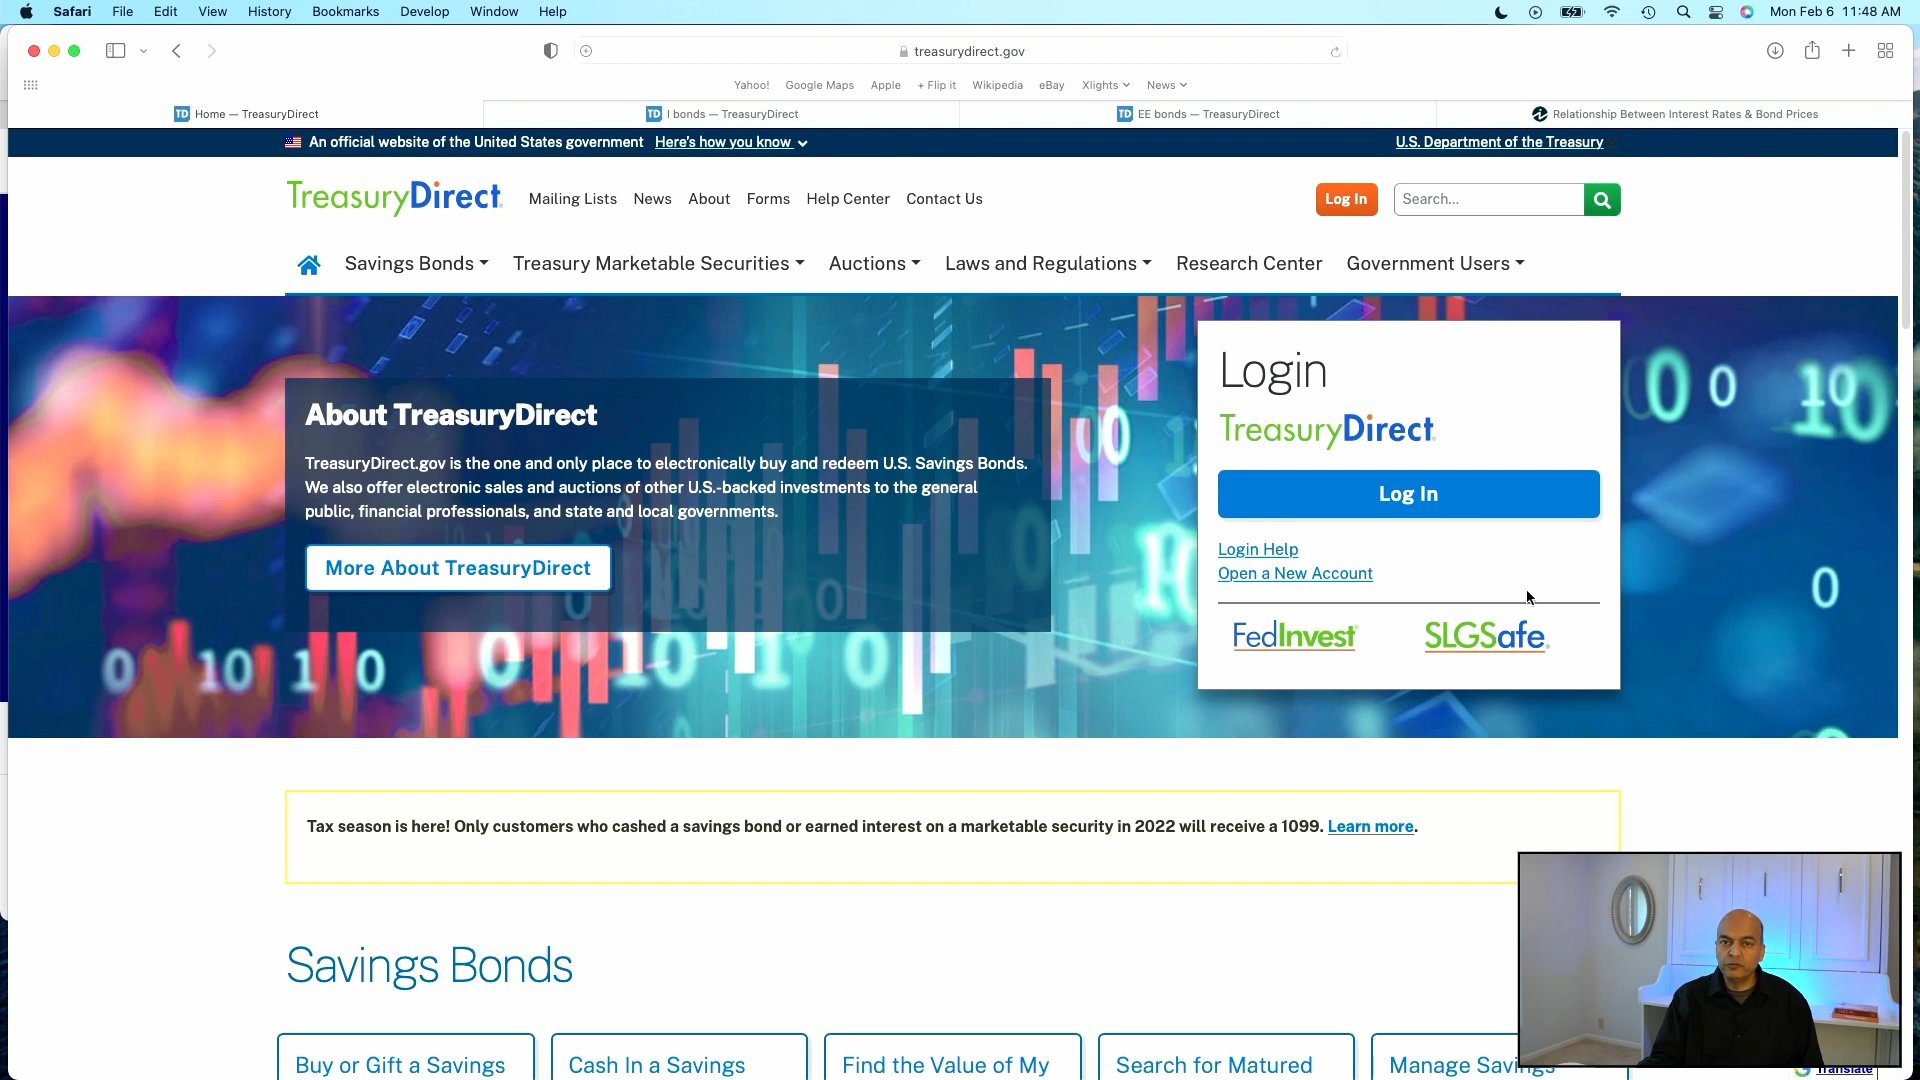 Safari File Edit View History Bookmarks Develop Window Help Mon Feb 6 11:48 AM
treasurydirect.gov
Yahoo! Google Maps Apple + Flip it Wikipedia eBay Xlights News
TD Home — TreasuryDirect TD I bonds — TreasuryDirect TD EE bonds — TreasuryDirect Relationship Between Interest Rates & Bond Prices
An official website of the United States government Here's how you know U.S. Department of the Treasury
TreasuryDirect Mailing Lists News About Forms Help Center Contact Us Log In Search...
Savings Bonds Treasury Marketable Securities Auctions Laws and Regulations Research Center Government Users
About TreasuryDirect
TreasuryDirect.gov is the one and only place to electronically buy and redeem U.S. Savings Bonds.
We also offer electronic sales and auctions of other U.S.-backed investments to the general
public, financial professionals, and state and local governments.
More About TreasuryDirect
Login
TreasuryDirect
Log In
Login Help
Open a New Account
FedInvest SLGSafe
Tax season is here! Only customers who cashed a savings bond or earned interest on a marketable security in 2022 will receive a 1099. Learn more.
Savings Bonds
Buy or Gift a Savings Cash In a Savings Find the Value of My Search for Matured Manage Savings
Translate